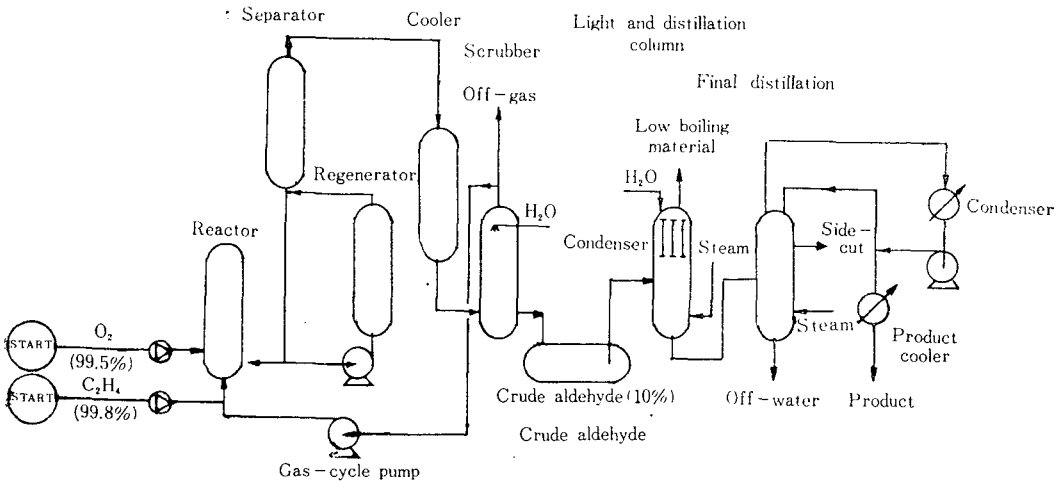 Separator
Cooler
Light and distillation
column
Scrubber
Final distillation
Off-gas
Low boiling
material
Regenerator
H₂O
H₂O
Condenser
Reactor
Condenser
Steam
Side-
cut
O₂
START
(99.5%)
Steam
Product
cooler
C₂H₄
START
(99.8%)
Crude aldehyde (10%)
Off-water
Product
Crude aldehyde
Gas-cycle pump